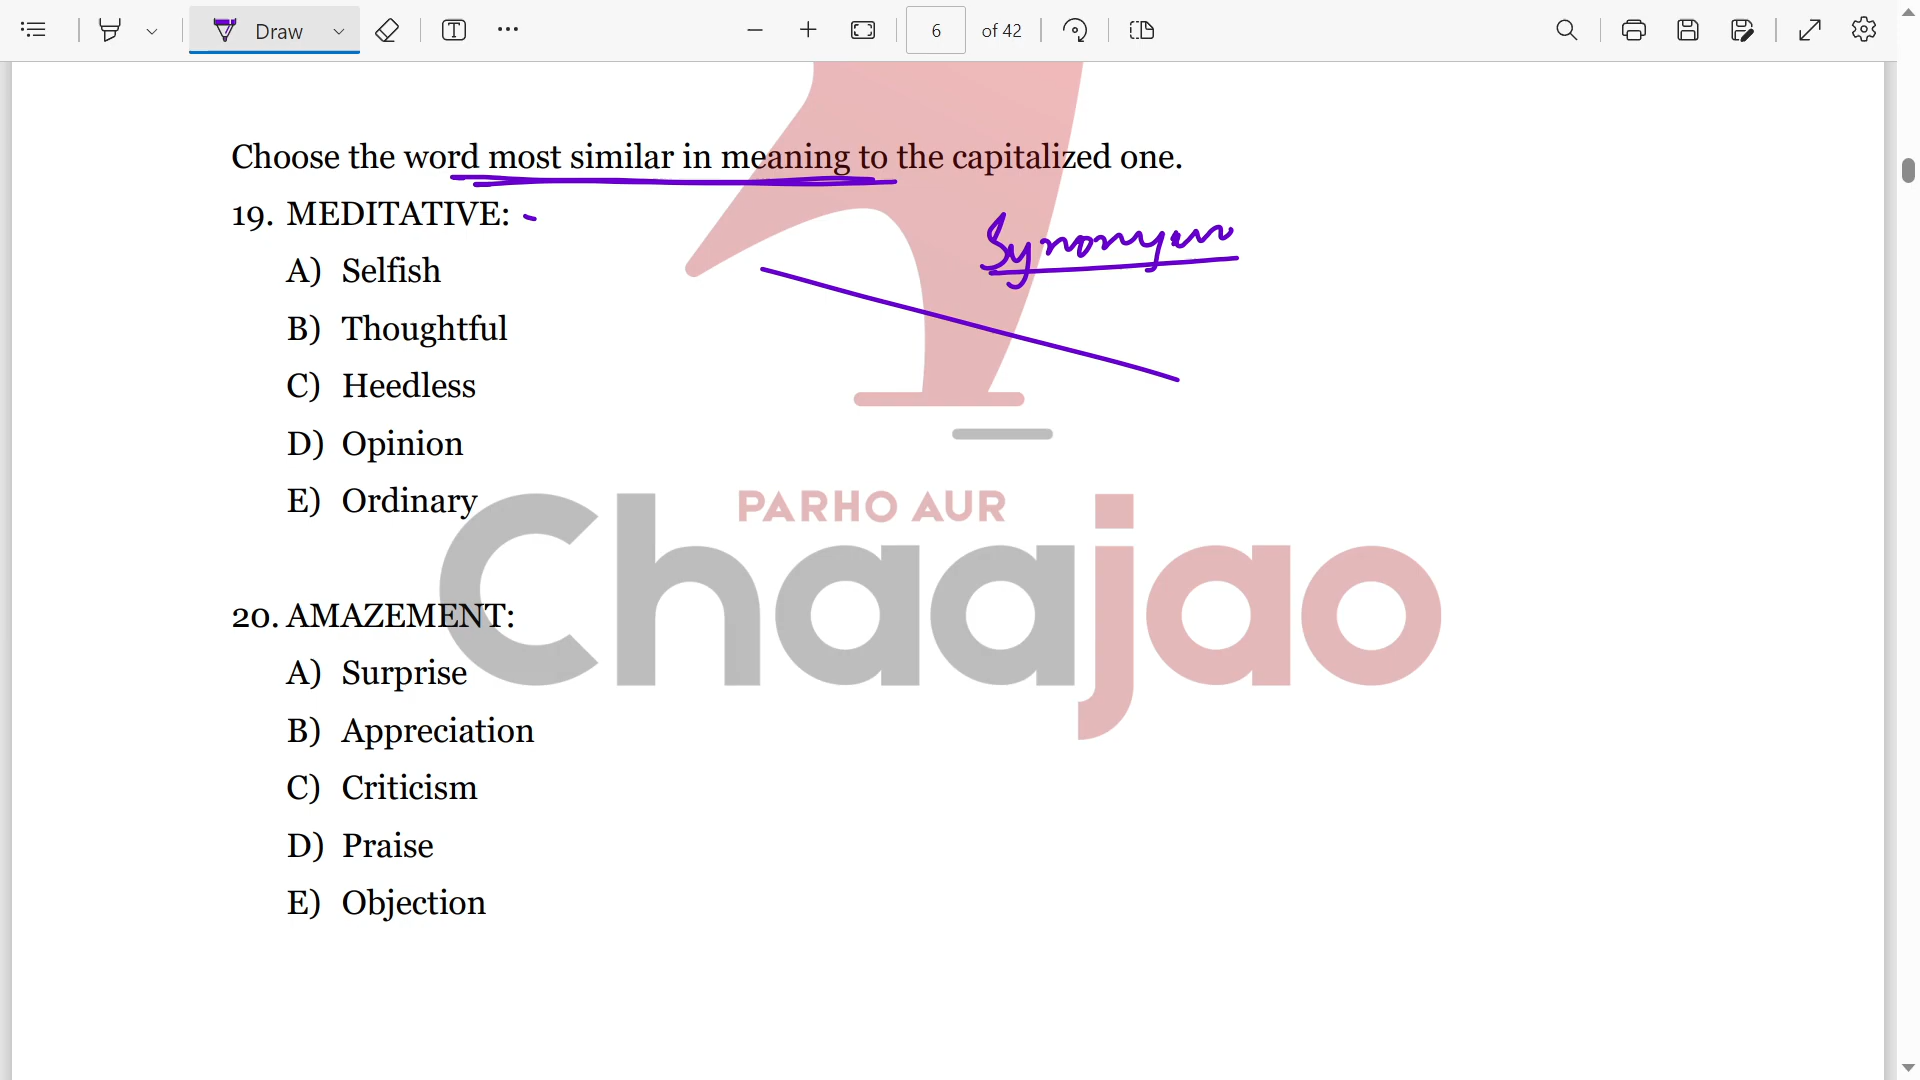 Draw
6 of 42
Choose the word most similar in meaning to the capitalized one.
19. MEDITATIVE:
Synonym
A) Selfish
B) Thoughtful
C) Heedless
D) Opinion
E) Ordinary
PARHO AUR
Chaajao
20. AMAZEMENT:
A) Surprise
B) Appreciation
C) Criticism
D) Praise
E) Objection